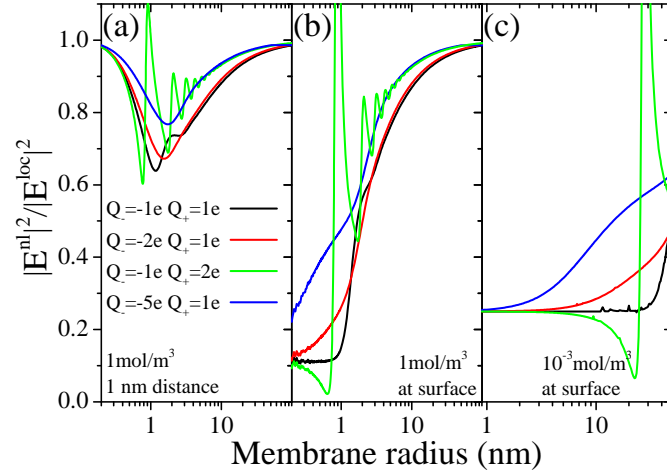 (a)
(b)
(c)
1.0
0.8
0.6
0.4
0.2
0.0
|E^nl|^2/|E^loc|^2
Q_-=-1e Q_+=1e
Q_-=-2e Q_+=1e
Q_-=-1e Q_+=2e
Q_-=-5e Q_+=1e
1mol/m^3
1 nm distance
1mol/m^3
at surface
10^-3mol/m^3
at surface
1 10 1 10 1 10
Membrane radius (nm)